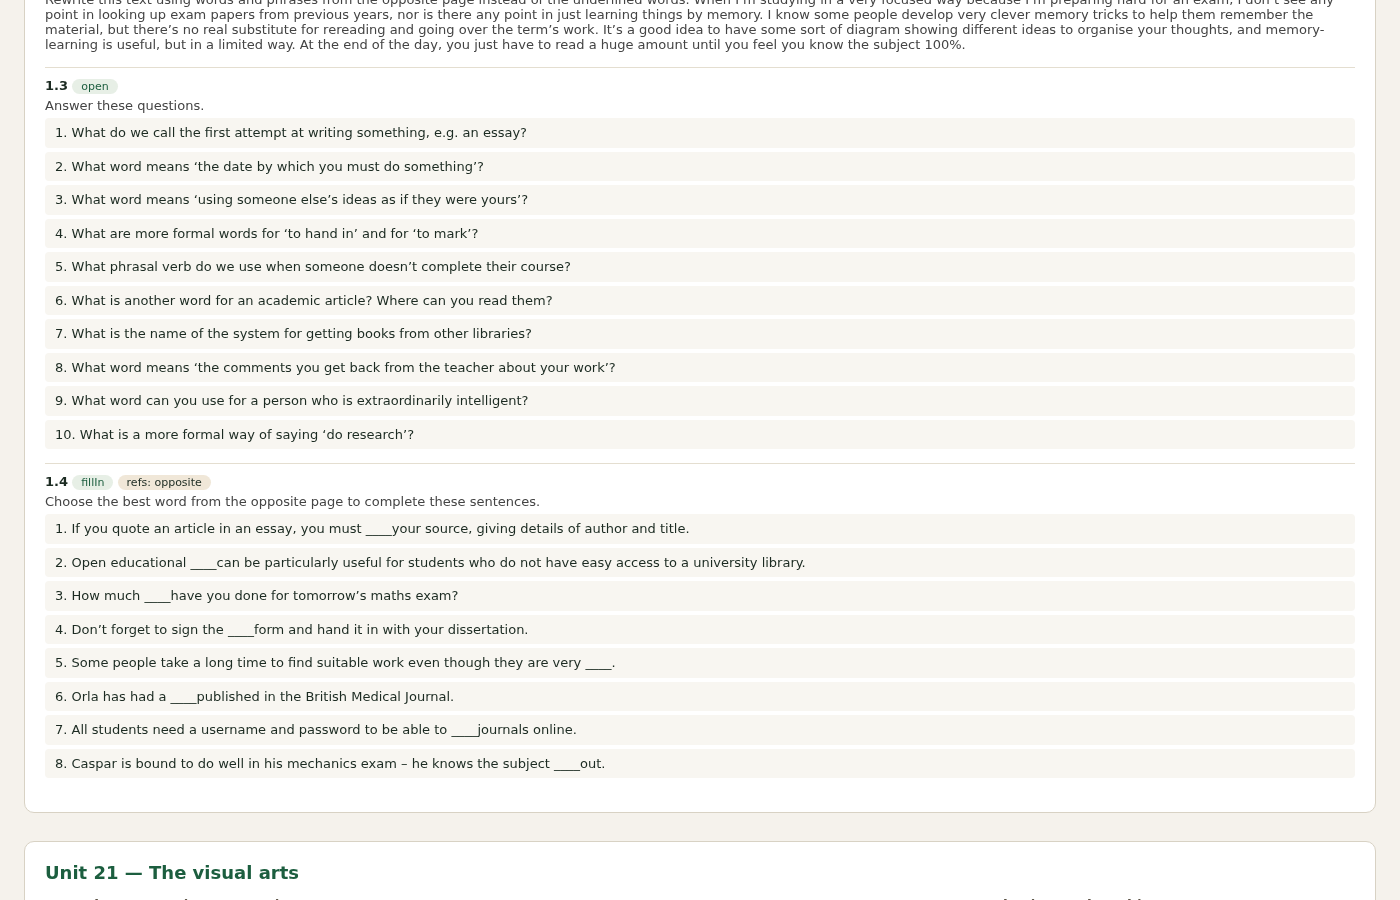 point in looking up exam papers from previous years, nor is there any point in just learning things by memory. I know some people develop very clever memory tricks to help them remember the
material, but there’s no real substitute for rereading and going over the term’s work. It’s a good idea to have some sort of diagram showing different ideas to organise your thoughts, and memory-
learning is useful, but in a limited way. At the end of the day, you just have to read a huge amount until you feel you know the subject 100%.
1.3 open
Answer these questions.
1. What do we call the first attempt at writing something, e.g. an essay?
2. What word means ‘the date by which you must do something’?
3. What word means ‘using someone else’s ideas as if they were yours’?
4. What are more formal words for ‘to hand in’ and for ‘to mark’?
5. What phrasal verb do we use when someone doesn’t complete their course?
6. What is another word for an academic article? Where can you read them?
7. What is the name of the system for getting books from other libraries?
8. What word means ‘the comments you get back from the teacher about your work’?
9. What word can you use for a person who is extraordinarily intelligent?
10. What is a more formal way of saying ‘do research’?
1.4 fillIn refs: opposite
Choose the best word from the opposite page to complete these sentences.
1. If you quote an article in an essay, you must ____your source, giving details of author and title.
2. Open educational ____can be particularly useful for students who do not have easy access to a university library.
3. How much ____have you done for tomorrow’s maths exam?
4. Don’t forget to sign the ____form and hand it in with your dissertation.
5. Some people take a long time to find suitable work even though they are very ____.
6. Orla has had a ____published in the British Medical Journal.
7. All students need a username and password to be able to ____journals online.
8. Caspar is bound to do well in his mechanics exam – he knows the subject ____out.
Unit 21 — The visual arts